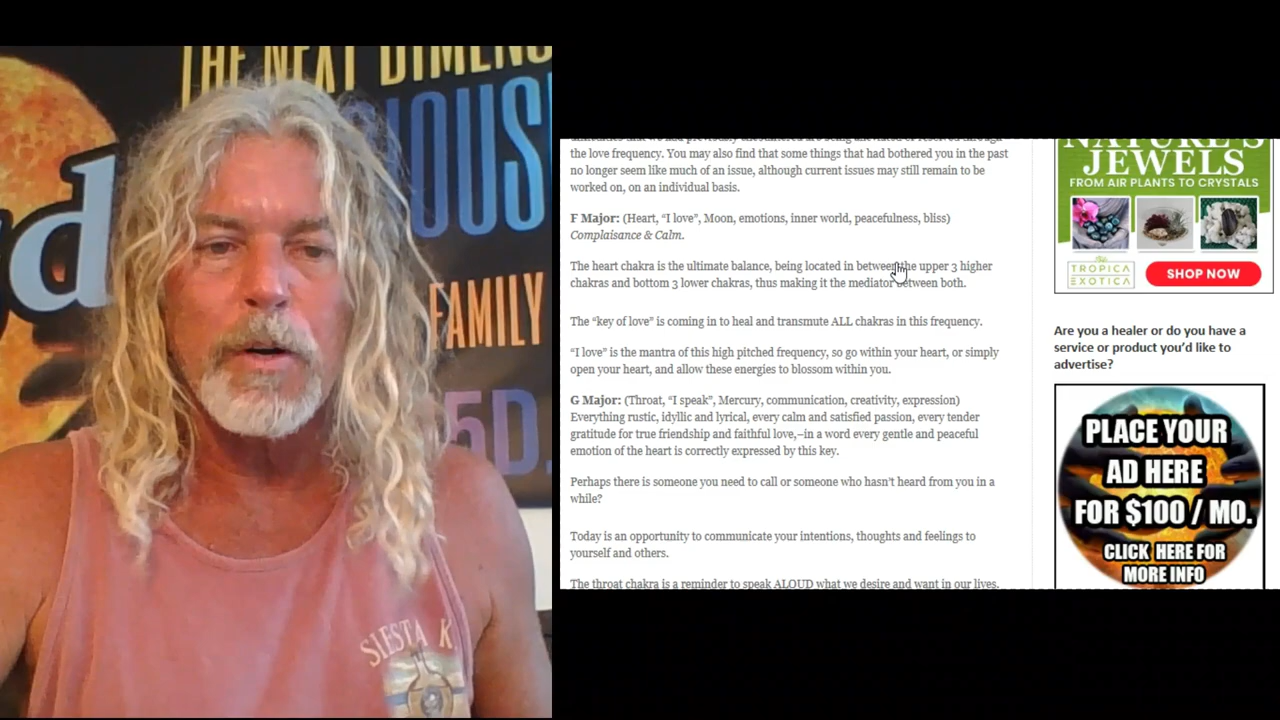 THE NEXT DIMENS
IOUS
d
FAMILY
5D.
SIESTA K
the love frequency. You may also find that some things that had bothered you in the past
no longer seem like much of an issue, although current issues may still remain to be
worked on, on an individual basis.
F Major: (Heart, “I love”, Moon, emotions, inner world, peacefulness, bliss)
Complaisance & Calm.
The heart chakra is the ultimate balance, being located in between the upper 3 higher
chakras and bottom 3 lower chakras, thus making it the mediator between both.
The “key of love” is coming in to heal and transmute ALL chakras in this frequency.
“I love” is the mantra of this high pitched frequency, so go within your heart, or simply
open your heart, and allow these energies to blossom within you.
G Major: (Throat, “I speak”, Mercury, communication, creativity, expression)
Everything rustic, idyllic and lyrical, every calm and satisfied passion, every tender
gratitude for true friendship and faithful love,–in a word every gentle and peaceful
emotion of the heart is correctly expressed by this key.
Perhaps there is someone you need to call or someone who hasn’t heard from you in a
while?
Today is an opportunity to communicate your intentions, thoughts and feelings to
yourself and others.
The throat chakra is a reminder to speak ALOUD what we desire and want in our lives.
NATURE'S
JEWELS
FROM AIR PLANTS TO CRYSTALS
TROPICA
EXOTICA
SHOP NOW
Are you a healer or do you have a
service or product you’d like to
advertise?
PLACE YOUR
AD HERE
FOR $100 / MO.
CLICK HERE FOR
MORE INFO